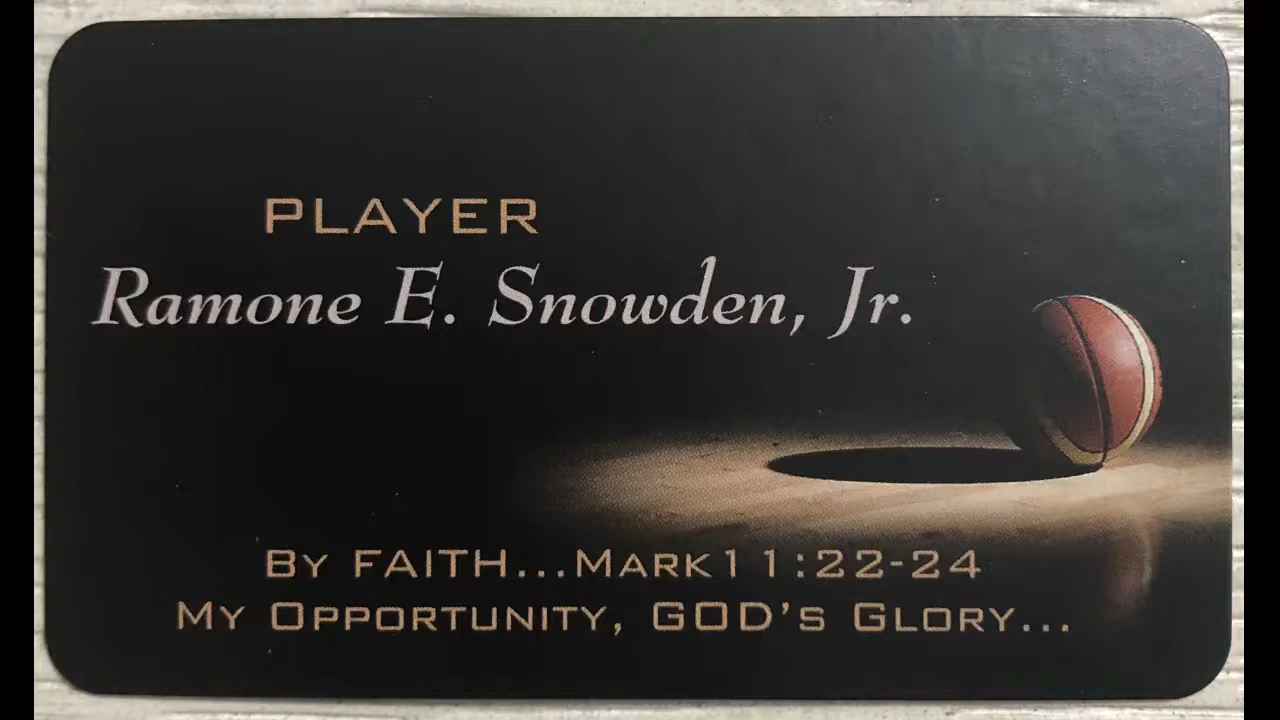 PLAYER
Ramone E. Snowden, Jr.
By FAITH...Mark11:22-24
My Opportunity, GOD's Glory...